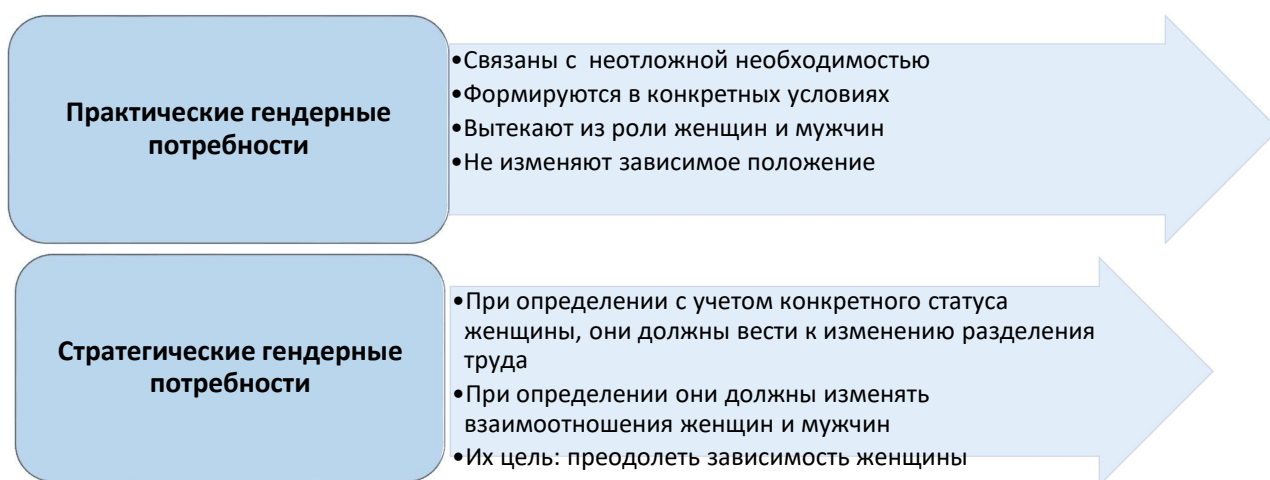 Практические гендерные
потребности
•Связаны с неотложной необходимостью
•Формируются в конкретных условиях
•Вытекают из роли женщин и мужчин
•Не изменяют зависимое положение
Стратегические гендерные
потребности
•При определении с учетом конкретного статуса
женщины, они должны вести к изменению разделения
труда
•При определении они должны изменять
взаимоотношения женщин и мужчин
•Их цель: преодолеть зависимость женщины